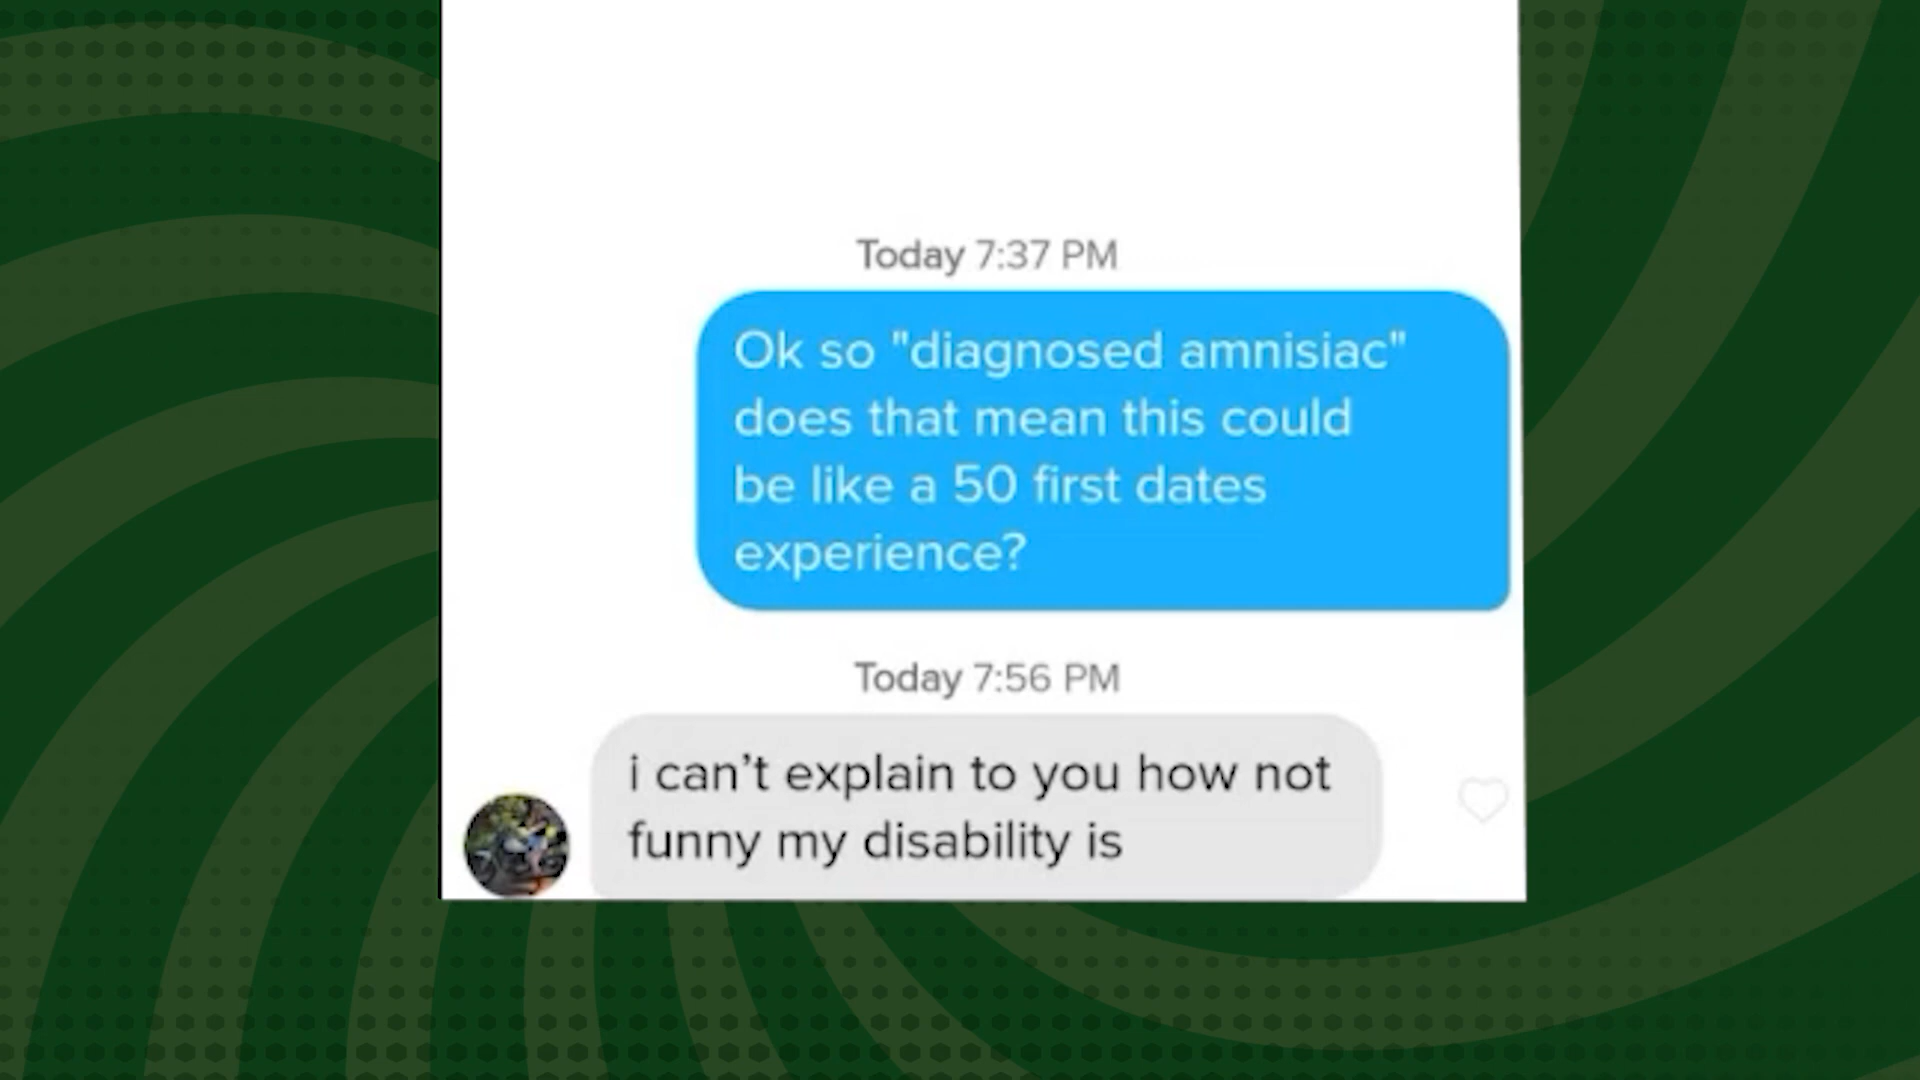 Today 7:37 PM
Ok so "diagnosed amnisiac"
does that mean this could
be like a 50 first dates
experience?
Today 7:56 PM
i can’t explain to you how not
funny my disability is